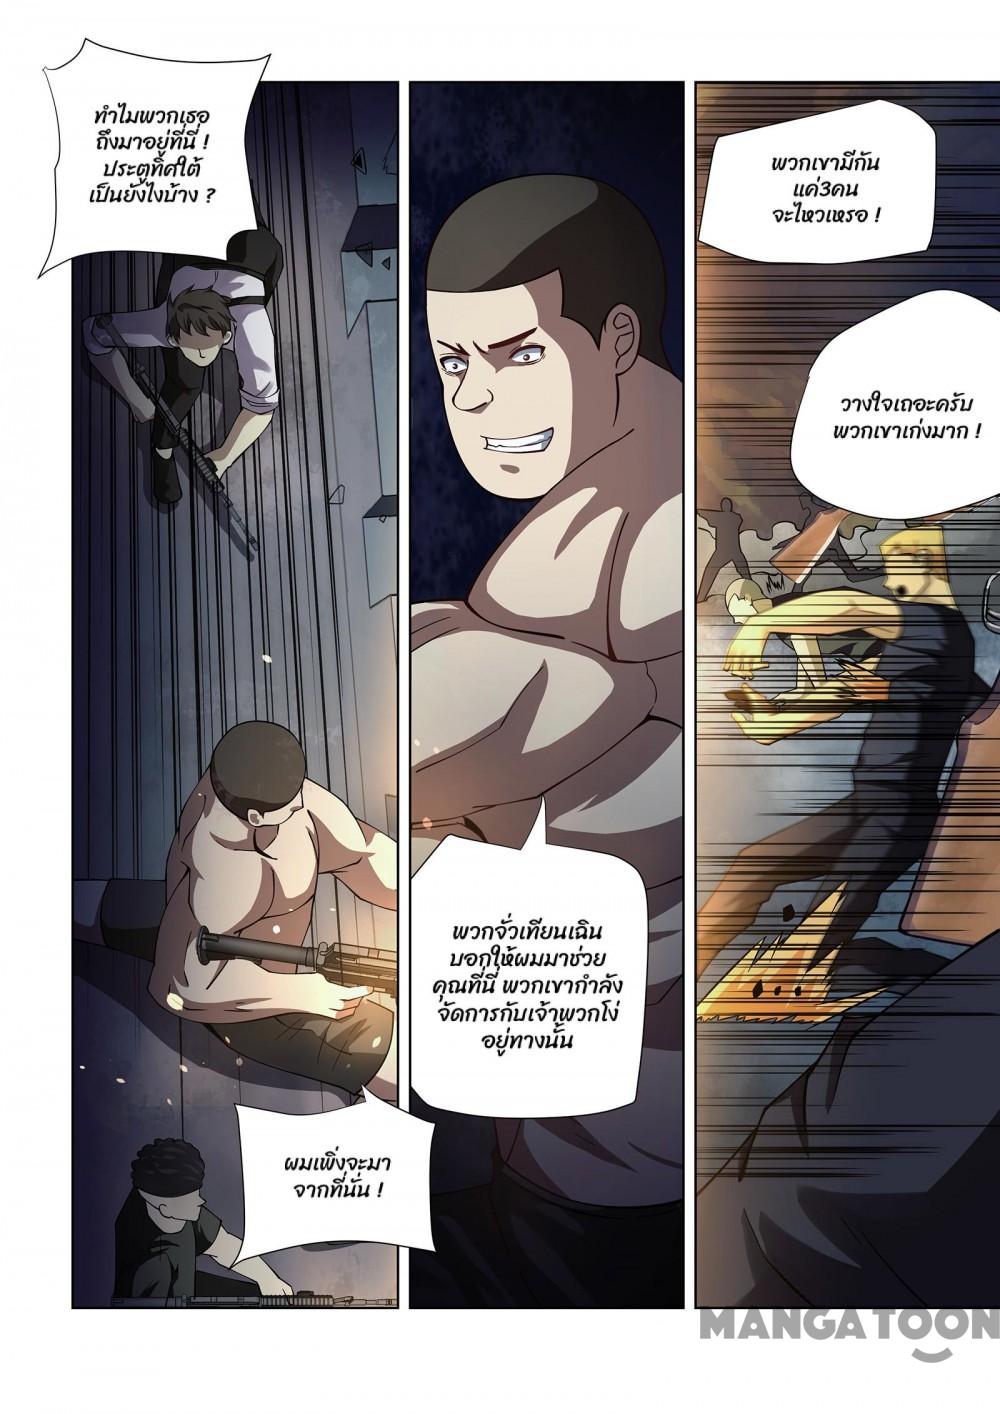 ทำไมพวกเธอ
ถึงมาอยู่ที่นี่ !
ประตูทิศใต้
เป็นยังไงบ้าง ?
ผมเพิ่งจะมา
จากที่นั่น !
พวกจั่วเทียนเฉิน
บอกให้ผมมาช่วย
คุณที่นี่ พวกเขากำลัง
จัดการกับเจ้าพวกโง่
อยู่ทางนั้น
พวกเขามีกัน
แค่3คน
จะไหวเหรอ !
วางใจเถอะครับ
พวกเขาเก่งมาก !
MANGATOON